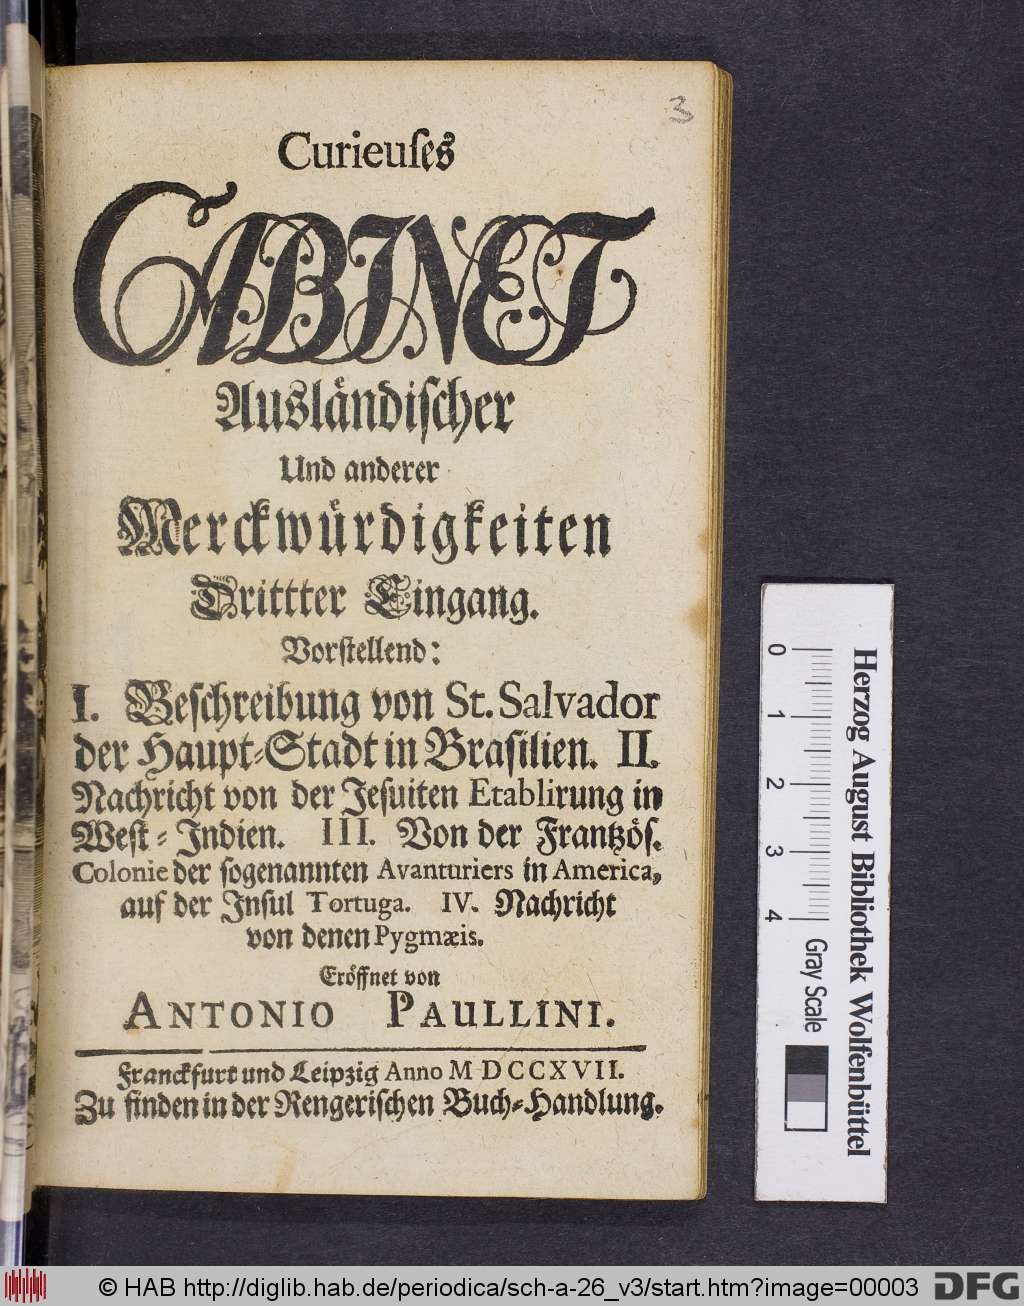 3
Curieuſes
CABINET
Ausländiſcher
Und anderer
Merckwürdigkeiten
Drittter Eingang.
Vorſtellend:
I. Beſchreibung von St. Salvador
der Haupt-Stadt in Braſilien. II.
Nachricht von der Jeſuiten Etablirung in
Weſt-Indien. III. Von der Frantzöſ.
Colonie der ſogenannten Avanturiers in America,
auf der Inſul Tortuga. IV. Nachricht
von denen Pygmæis.
Eröffnet von
ANTONIO PAULLINI.
Franckfurt und Leipzig Anno M DCCXVII.
Zu finden in der Rengeriſchen Buch-Handlung.
Herzog August Bibliothek Wolfenbüttel
0 1 2 3 4
Gray Scale
© HAB http://diglib.hab.de/periodica/sch-a-26_v3/start.htm?image=00003
DFG